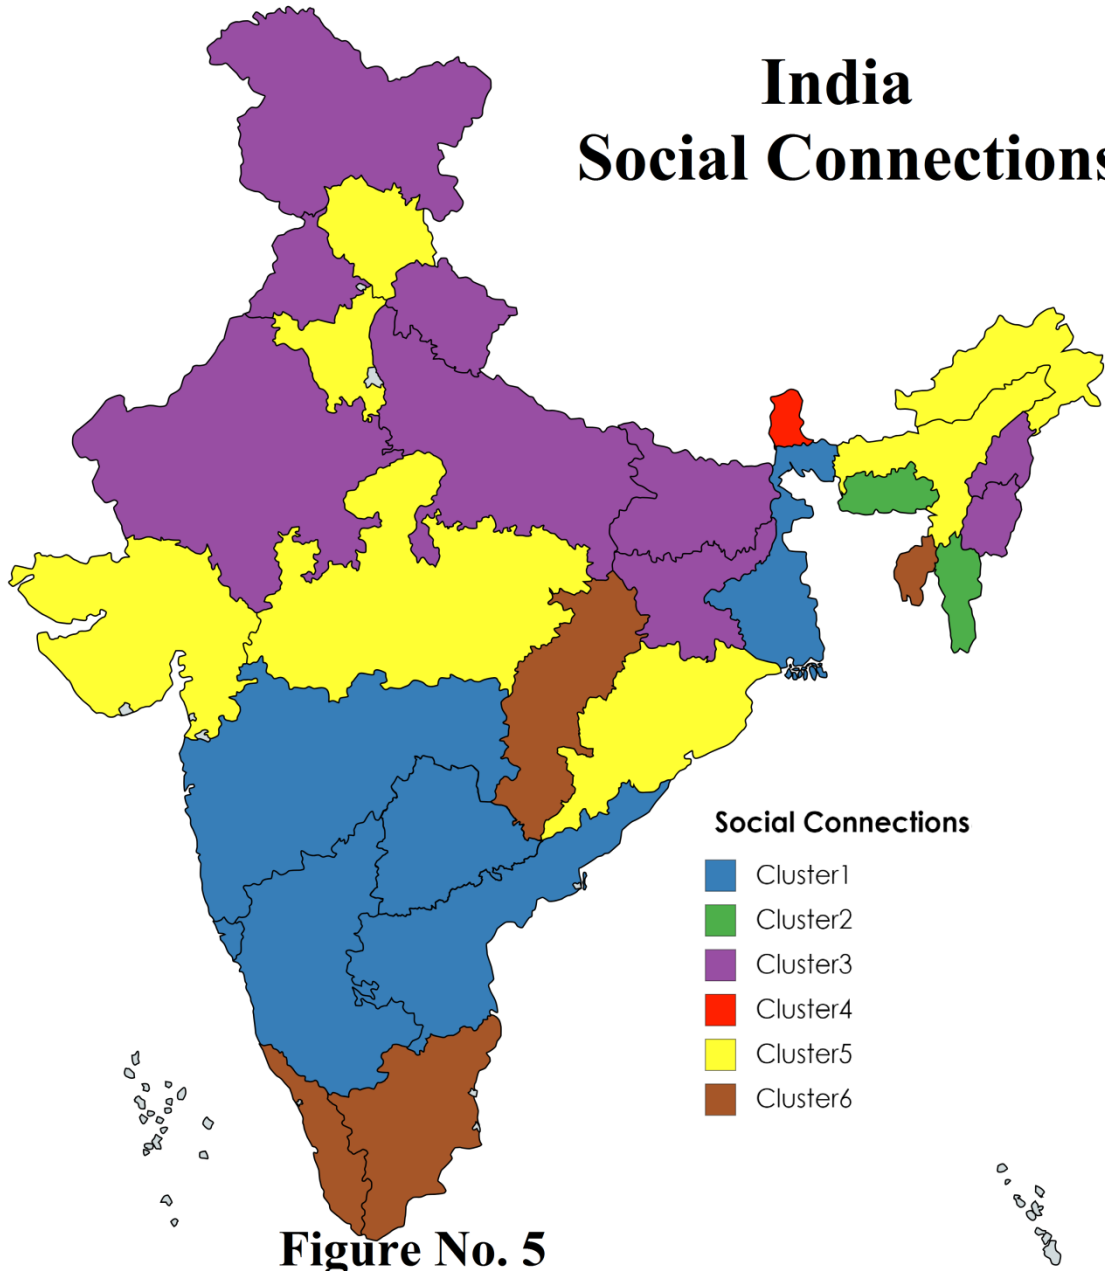 India
Social Connections
Social Connections
Cluster1
Cluster2
Cluster3
Cluster4
Cluster5
Cluster6
Figure No. 5